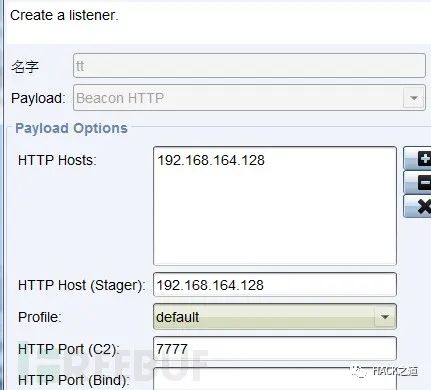 Create a listener.
名字 tt
Payload: Beacon HTTP
Payload Options
HTTP Hosts: 192.168.164.128
HTTP Host (Stager): 192.168.164.128
Profile: default
HTTP Port (C2): 7777
REEBUF
HACK之道
HTTP Port (Bind):